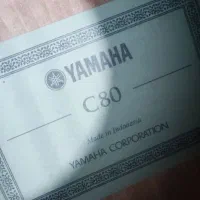 YAMAHA
C80
Made in Indonesia
YAMAHA CORPORATION